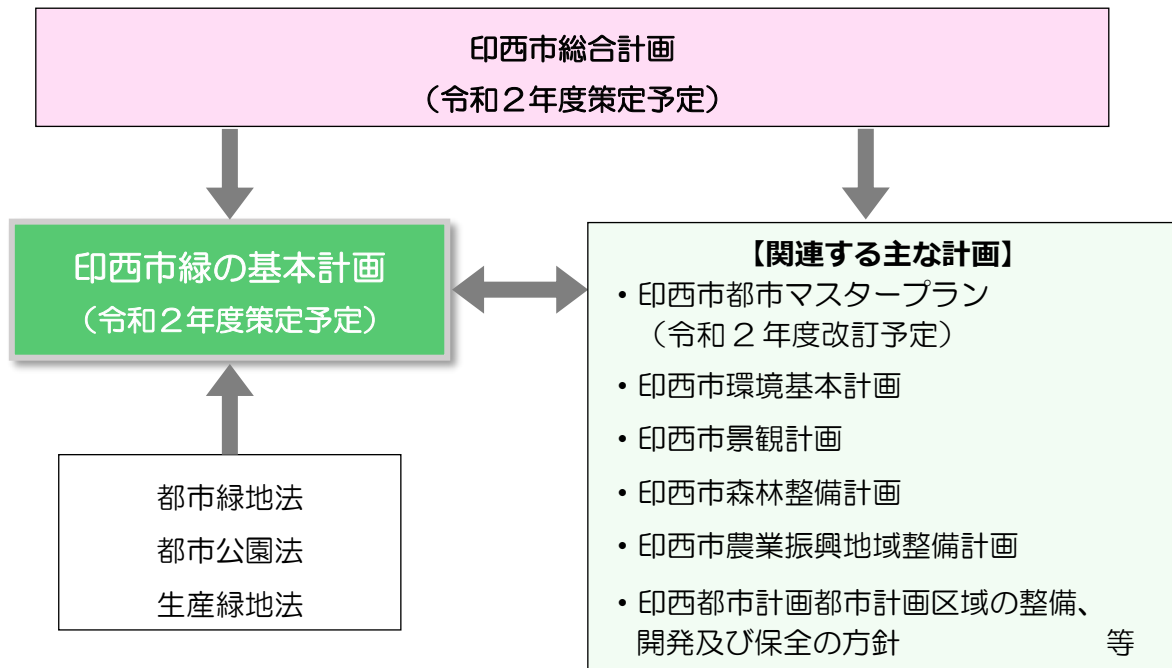 印西市総合計画
（令和２年度策定予定）
印西市緑の基本計画
（令和２年度策定予定）
都市緑地法
都市公園法
生産緑地法
【関連する主な計画】
・印西市都市マスタープラン
（令和２年度改訂予定）
・印西市環境基本計画
・印西市景観計画
・印西市森林整備計画
・印西市農業振興地域整備計画
・印西都市計画都市計画区域の整備、
開発及び保全の方針　等